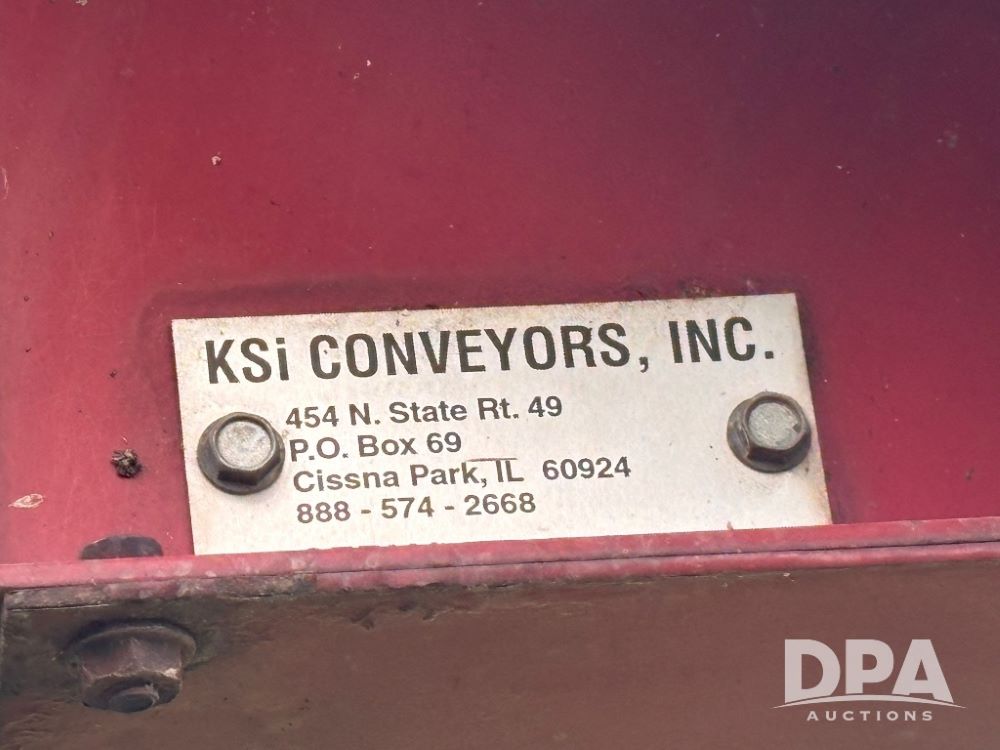 KSi CONVEYORS, INC.
454 N. State Rt. 49
P.O. Box 69
Cissna Park, IL 60924
888 - 574 - 2668
DPA
AUCTIONS